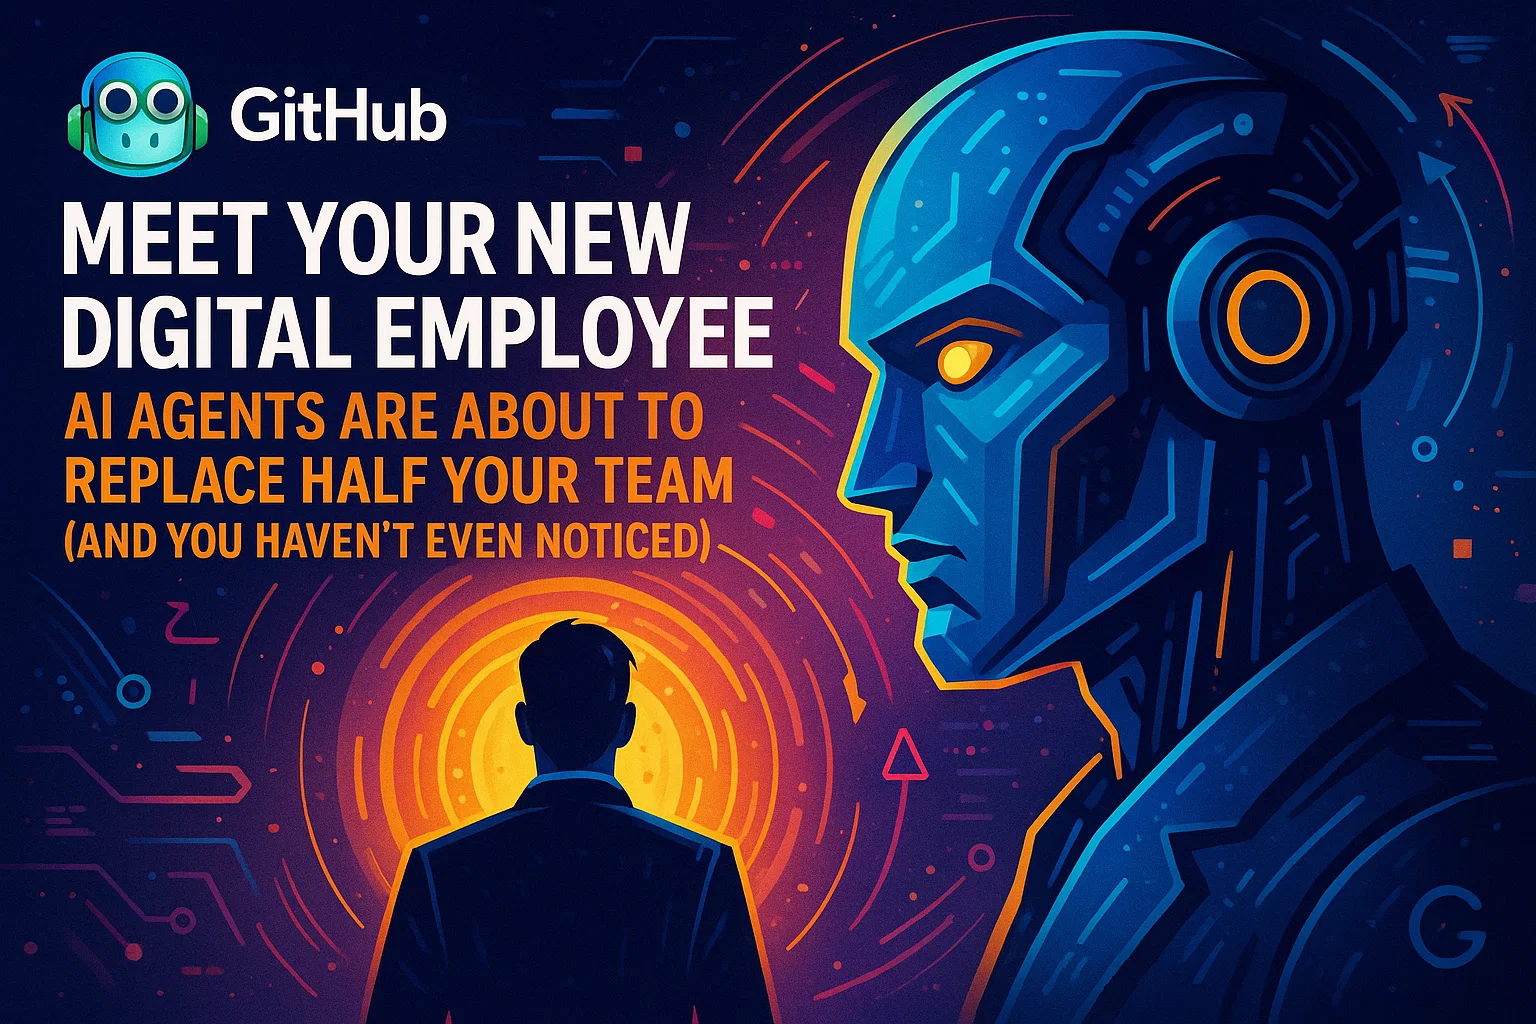 GitHub
MEET YOUR NEW
DIGITAL EMPLOYEE
AI AGENTS ARE ABOUT TO
REPLACE HALF YOUR TEAM
(AND YOU HAVEN'T EVEN NOTICED)
G